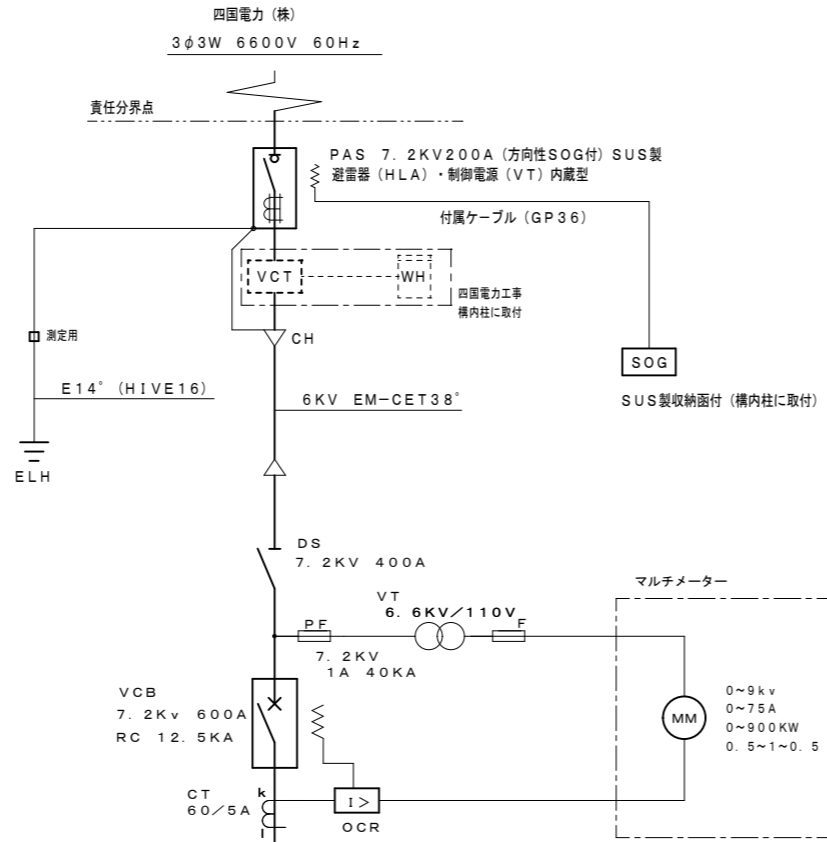 四国電力（株）
3φ3W 6600V 60Hz
責任分界点
PAS 7.2KV200A（方向性SOG付）SUS製
避雷器（HLA）・制御電源（VT）内蔵型
付属ケーブル（GP36）
VCT
WH
四国電力工事
構内柱に取付
測定用
CH
SOG
E14°（HIVE16）
6KV EM-CET38°
SUS製収納函付（構内柱に取付）
ELH
DS
7.2KV 400A
マルチメーター
VT
6.6KV/110V
PF
F
7.2KV
1A 40KA
VCB
7.2Kv 600A
RC 12.5KA
MM
0~9kv
0~75A
0~900KW
0.5~1~0.5
CT
60/5A
k
l
I>
OCR